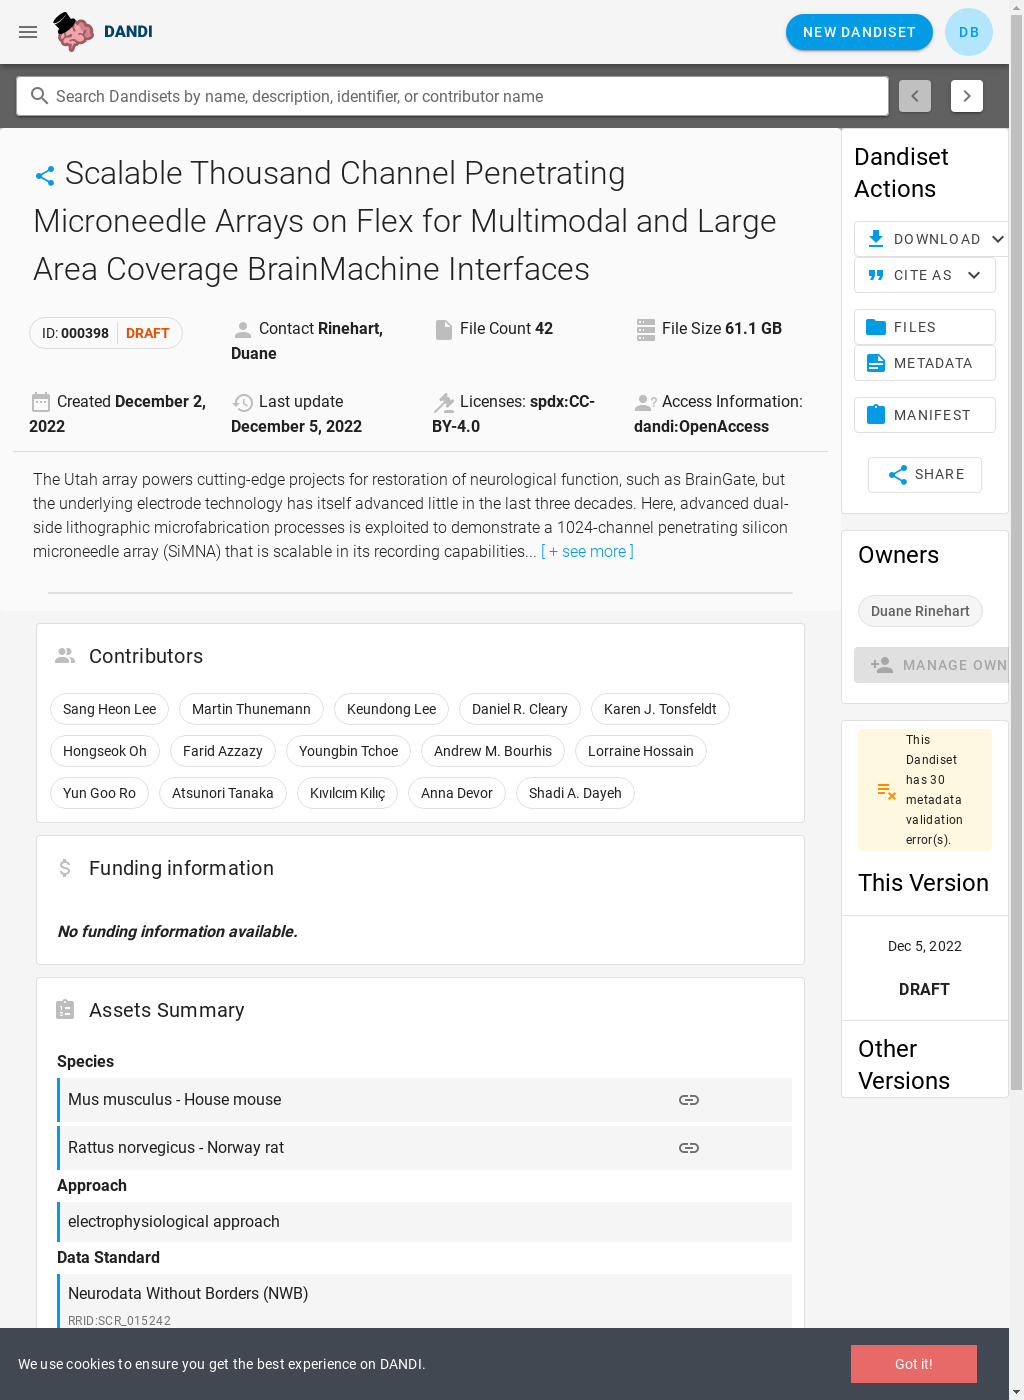 DANDI
NEW DANDISET
DB
Search Dandisets by name, description, identifier, or contributor name
Scalable Thousand Channel Penetrating
Microneedle Arrays on Flex for Multimodal and Large
Area Coverage BrainMachine Interfaces
ID: 000398 DRAFT
Contact Rinehart,
Duane
File Count 42
File Size 61.1 GB
Created December 2,
2022
Last update
December 5, 2022
Licenses: spdx:CC-
BY-4.0
Access Information:
dandi:OpenAccess
The Utah array powers cutting-edge projects for restoration of neurological function, such as BrainGate, but
the underlying electrode technology has itself advanced little in the last three decades. Here, advanced dual-
side lithographic microfabrication processes is exploited to demonstrate a 1024-channel penetrating silicon
microneedle array (SiMNA) that is scalable in its recording capabilities... [ + see more ]
Contributors
Sang Heon Lee Martin Thunemann Keundong Lee Daniel R. Cleary Karen J. Tonsfeldt
Hongseok Oh Farid Azzazy Youngbin Tchoe Andrew M. Bourhis Lorraine Hossain
Yun Goo Ro Atsunori Tanaka Kıvılcım Kılıç Anna Devor Shadi A. Dayeh
Funding information
No funding information available.
Assets Summary
Species
Mus musculus - House mouse
Rattus norvegicus - Norway rat
Approach
electrophysiological approach
Data Standard
Neurodata Without Borders (NWB)
RRID:SCR_015242
Dandiset
Actions
DOWNLOAD
CITE AS
FILES
METADATA
MANIFEST
SHARE
Owners
Duane Rinehart
MANAGE OWN
This
Dandiset
has 30
metadata
validation
error(s).
This Version
Dec 5, 2022
DRAFT
Other
Versions
We use cookies to ensure you get the best experience on DANDI.
Got it!